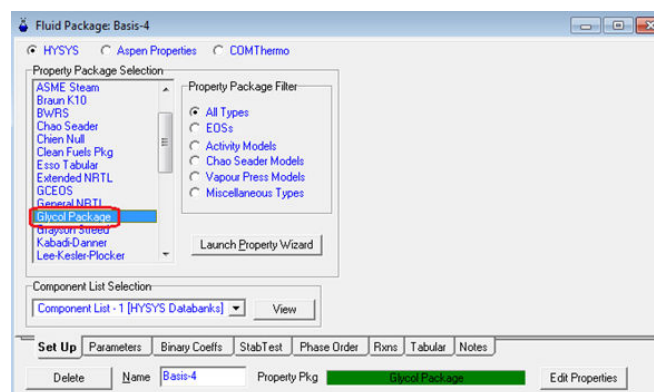 Fluid Package: Basis-4
HYSYS Aspen Properties COMThermo
Property Package Selection
ASME Steam
Braun K10
BWRS
Chao Seader
Chien Null
Clean Fuels Pkg
Esso Tabular
Extended NRTL
GCEOS
General NRTL
Glycol Package
Grayson Streed
Kabadi-Danner
Lee-Kesler-Plocker
Property Package Filter
All Types
EOSs
Activity Models
Chao Seader Models
Vapour Press Models
Miscellaneous Types
Launch Property Wizard
Component List Selection
Component List - 1 [HYSYS Databanks] View
Set Up Parameters Binary Coeffs StabTest Phase Order Rxns Tabular Notes
Delete Name Basis-4 Property Pkg Glycol Package Edit Properties